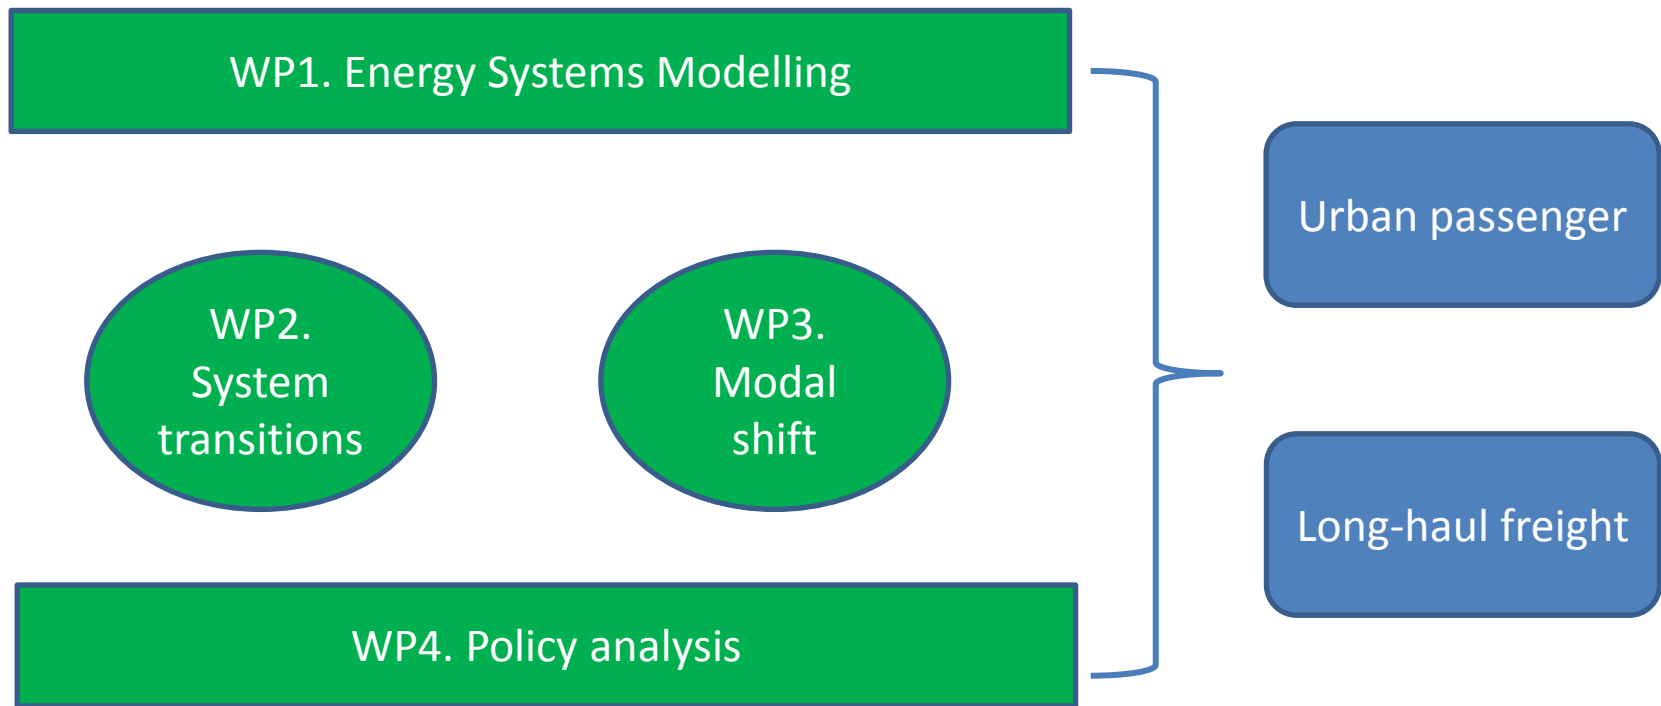 WP1. Energy Systems Modelling
WP2.
System
transitions
WP3.
Modal
shift
WP4. Policy analysis
Urban passenger
Long-haul freight